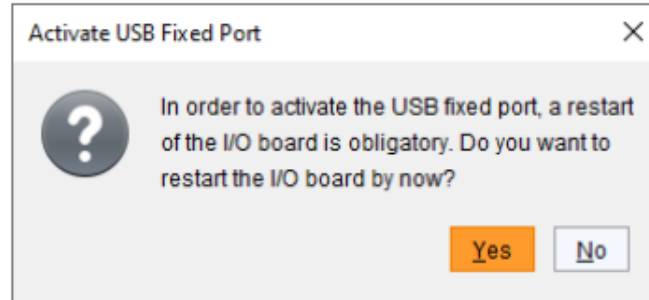 Activate USB Fixed Port
In order to activate the USB fixed port, a restart
of the I/O board is obligatory. Do you want to
restart the I/O board by now?
Yes
No